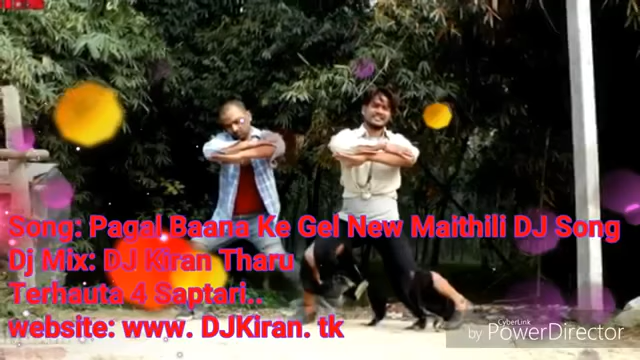 Song: Pagal Baana Ke Gel New Maithili DJ Song
Dj Mix: DJ Kiran Tharu
Terhauta 4 Saptari..
website: www. DJKiran. tk
CyberLink
by PowerDirector